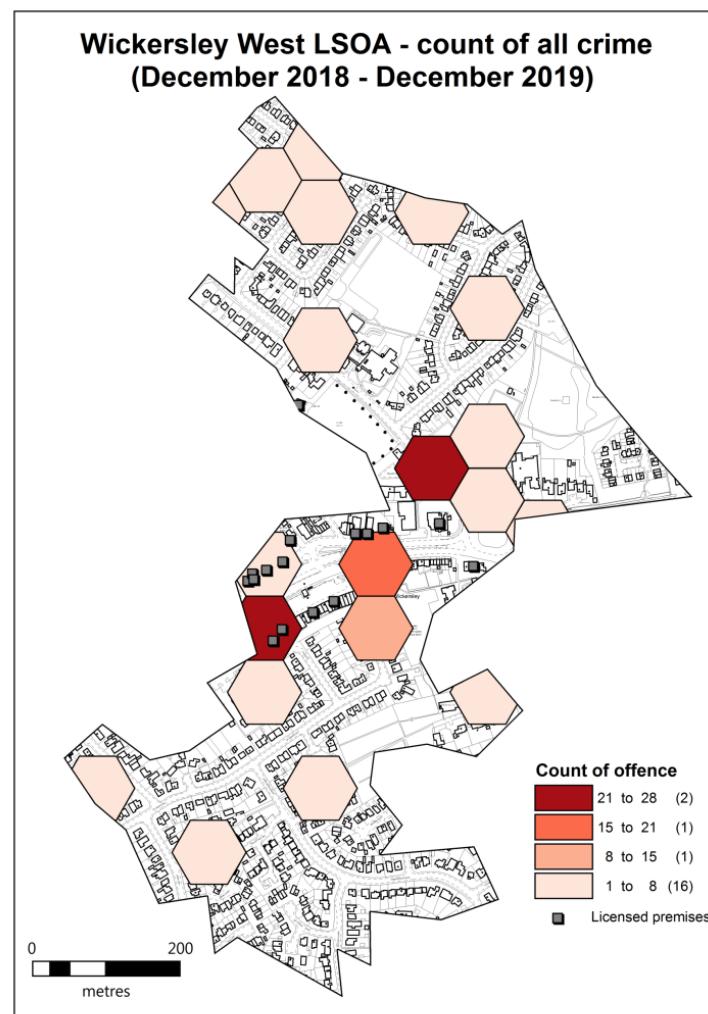 Wickersley West LSOA - count of all crime
(December 2018 - December 2019)
Wickersley
Count of offence
21 to 28 (2)
15 to 21 (1)
8 to 15 (1)
1 to 8 (16)
Licensed premises
0 200
metres